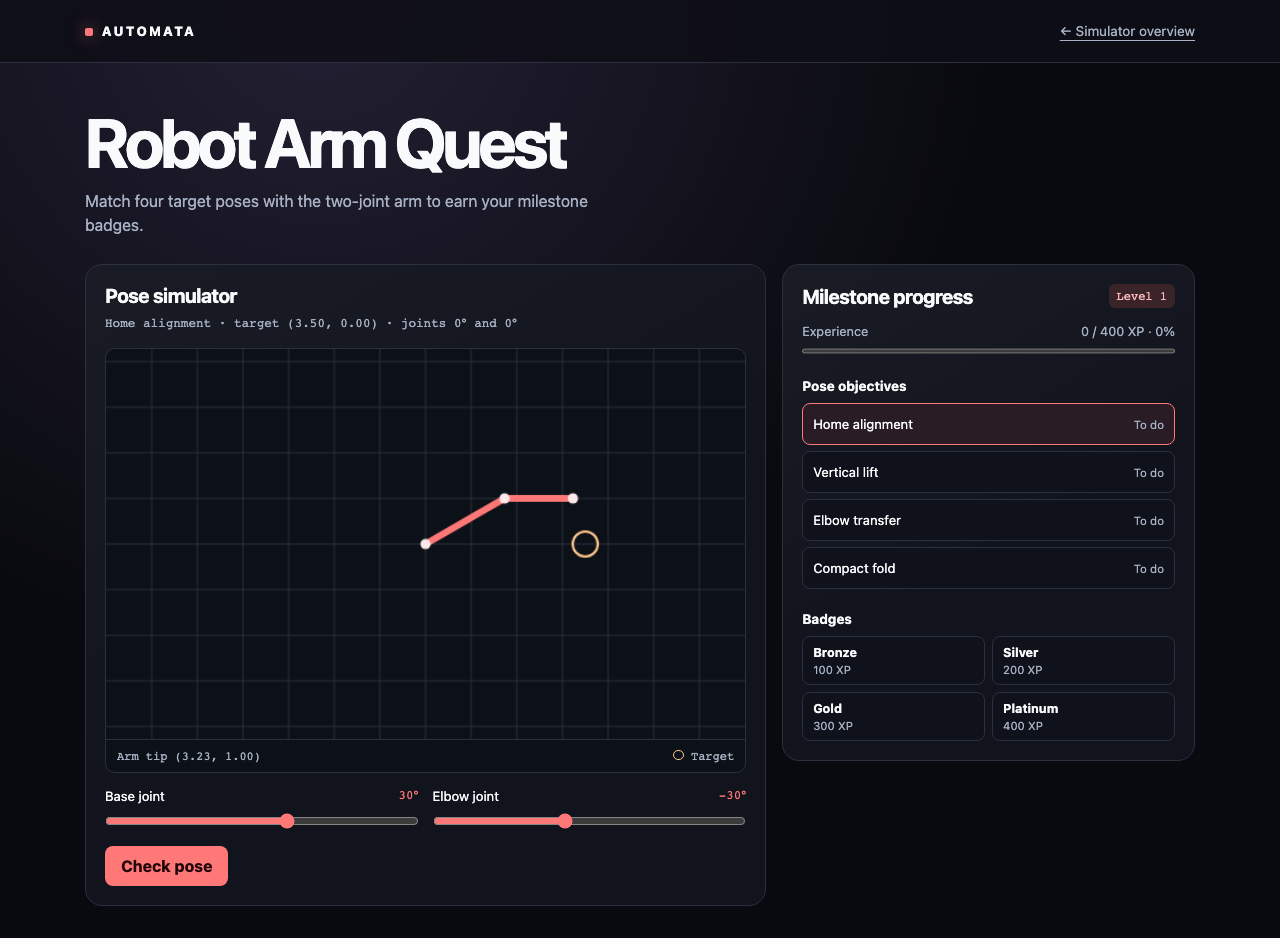 AUTOMATA
← Simulator overview
Robot Arm Quest
Match four target poses with the two-joint arm to earn your milestone
badges.
Pose simulator
Home alignment · target (3.50, 0.00) · joints 0° and 0°
Arm tip (3.23, 1.00)
Target
Base joint
30°
Elbow joint
−30°
Check pose
Milestone progress
Level 1
Experience
0 / 400 XP · 0%
Pose objectives
Home alignment
To do
Vertical lift
To do
Elbow transfer
To do
Compact fold
To do
Badges
Bronze
100 XP
Silver
200 XP
Gold
300 XP
Platinum
400 XP